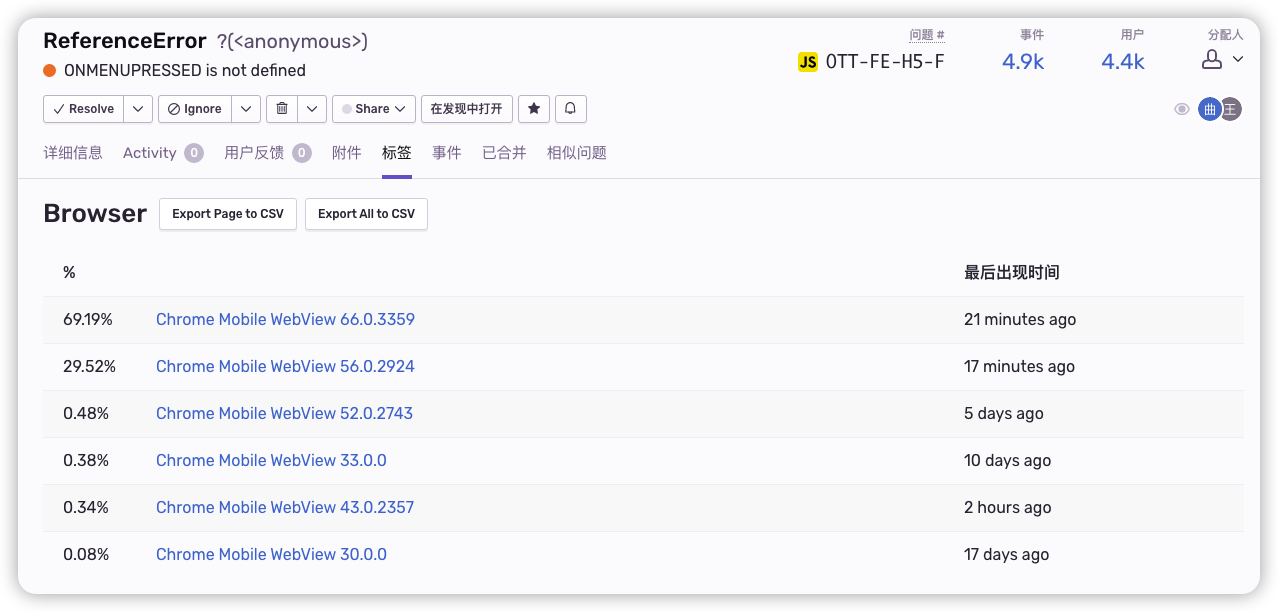 ReferenceError ?(<anonymous>)
ONMENUPRESSED is not defined
问题 # 事件 用户 分配人
JS OTT-FE-H5-F 4.9k 4.4k
Resolve Ignore Share 在发现中打开
曲 王
详细信息 Activity 0 用户反馈 0 附件 标签 事件 已合并 相似问题
Browser Export Page to CSV Export All to CSV
% 最后出现时间
69.19% Chrome Mobile WebView 66.0.3359 21 minutes ago
29.52% Chrome Mobile WebView 56.0.2924 17 minutes ago
0.48% Chrome Mobile WebView 52.0.2743 5 days ago
0.38% Chrome Mobile WebView 33.0.0 10 days ago
0.34% Chrome Mobile WebView 43.0.2357 2 hours ago
0.08% Chrome Mobile WebView 30.0.0 17 days ago